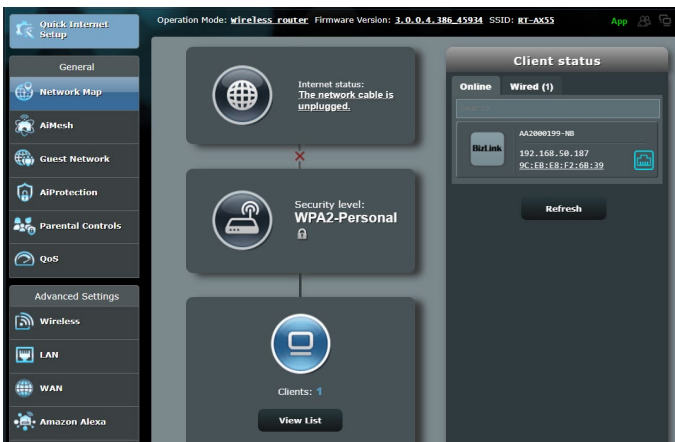 Quick Internet
Setup
Operation Mode: Wireless router Firmware Version: 3.0.0.4.386_45934 SSID: RT-AX55
App
General
Network Map
AiMesh
Guest Network
AiProtection
Parental Controls
QoS
Advanced Settings
Wireless
LAN
WAN
Amazon Alexa
Internet status:
The network cable is
unplugged.
Security level:
WPA2-Personal
Clients: 1
View List
Client status
Online Wired (1)
Search
BizLink
AA2000199-NB
192.168.50.187
9C:EB:E8:F2:6B:39
Refresh